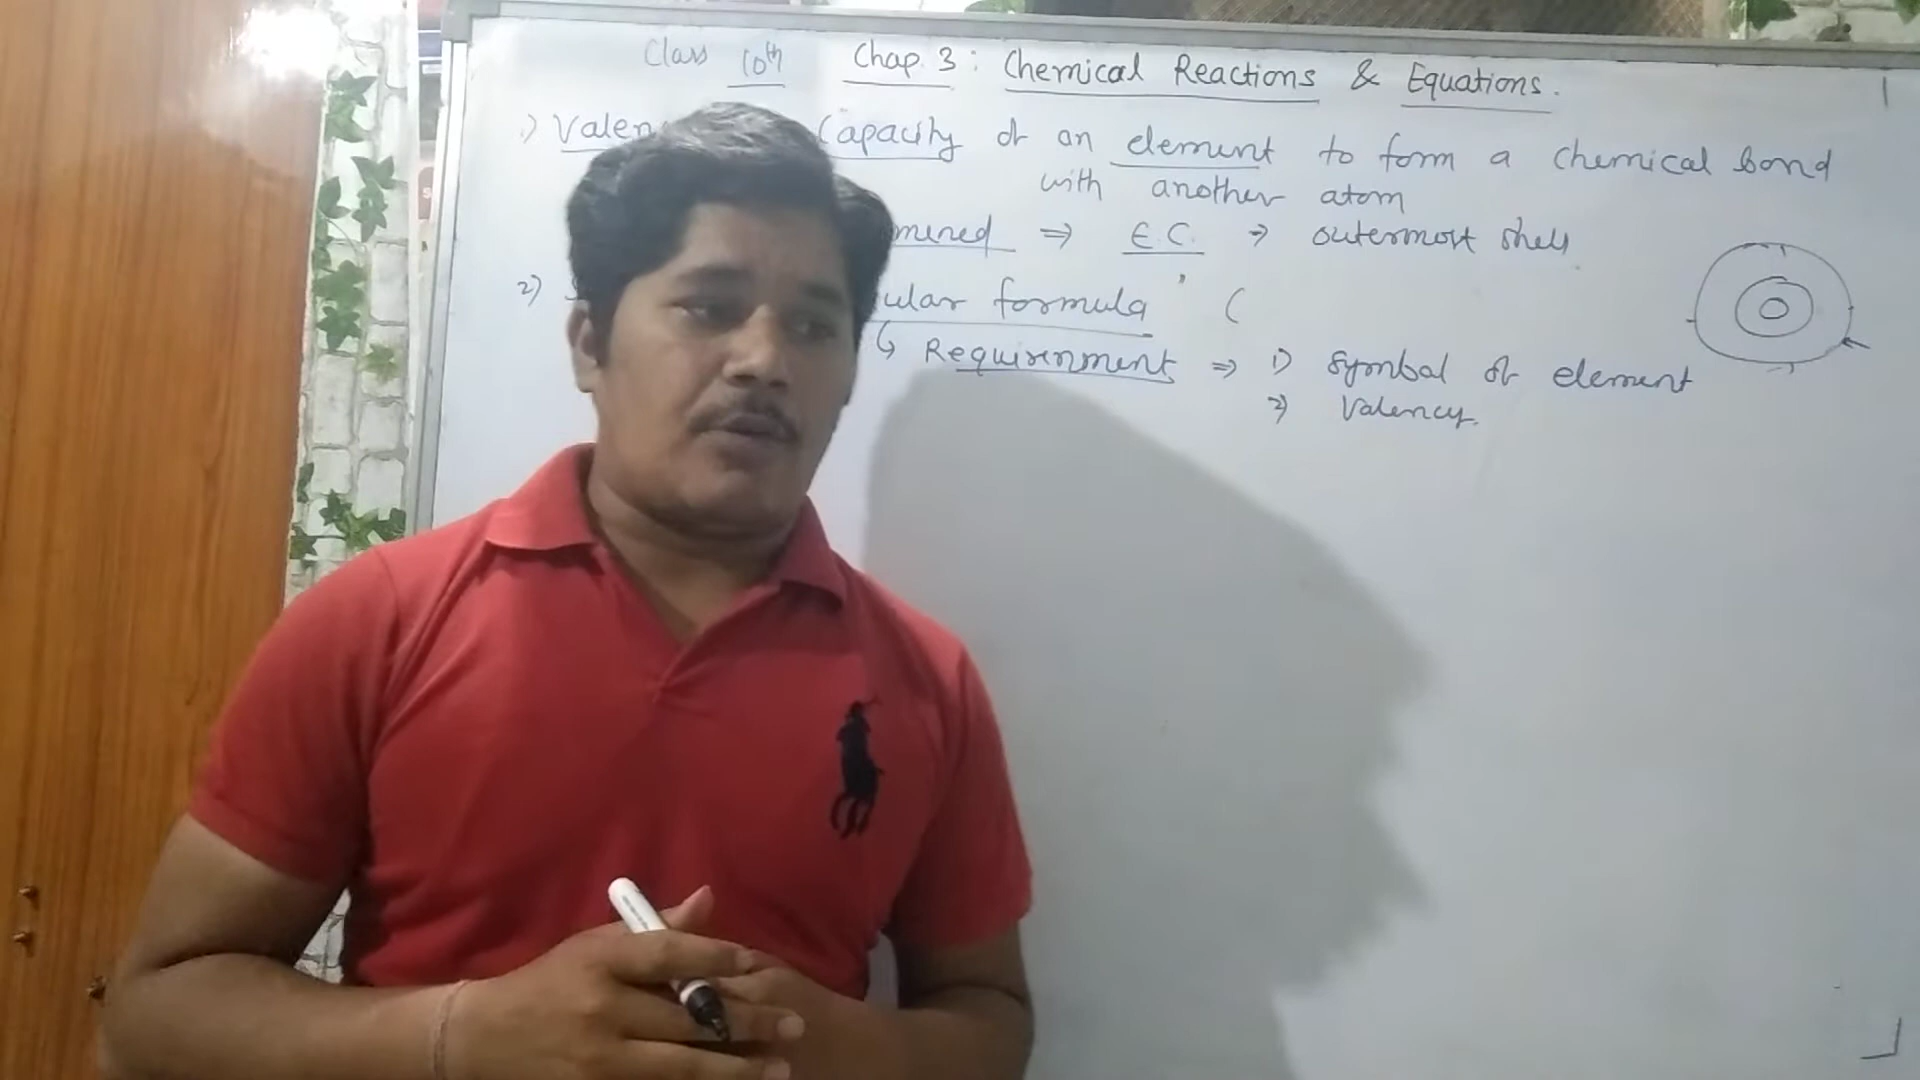 Class 10th Chap. 3 : Chemical Reactions & Equations.
1) Valen Capacity of an element to form a chemical bond
with another atom
mined ⇒ E.C. → outermost shell
2) ular formula (
↳ Requirenment ⇒ 1) Symbol of element
2) Valency.